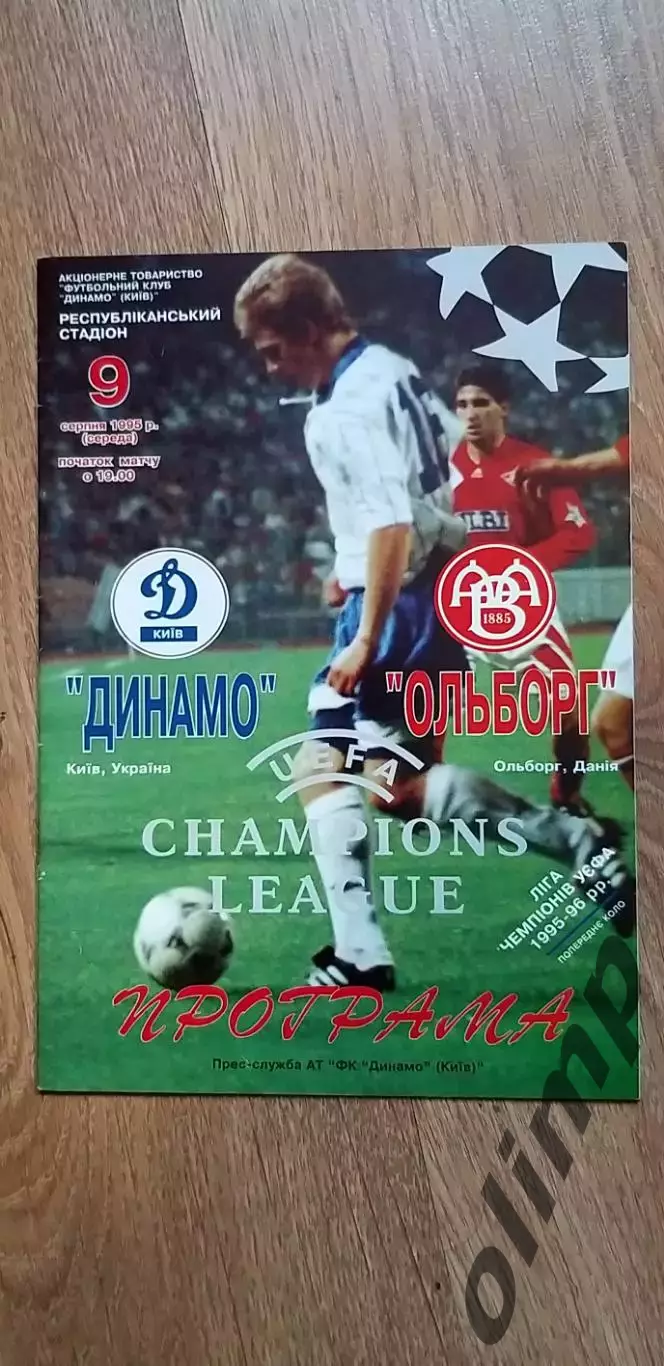 АКЦІОНЕРНЕ ТОВАРИСТВО
"ФУТБОЛЬНИЙ КЛУБ
"ДИНАМО" (КИЇВ)"
РЕСПУБЛІКАНСЬКИЙ
СТАДІОН
9
серпня 1995 р.
(середа)
початок матчу
о 19.00
Д
КИЇВ
AaB
1885
"ДИНАМО"
Київ, Україна
"ОЛЬБОРГ"
Ольборг, Данія
UEFA
CHAMPIONS
LEAGUE
ЛІГА
ЧЕМПІОНІВ УЄФА
1995-96 рр.
ПОПЕРЕДНЄ КОЛО
ПРОГРАМА
Прес-служба АТ "ФК "Динамо" (Київ)"
olimp